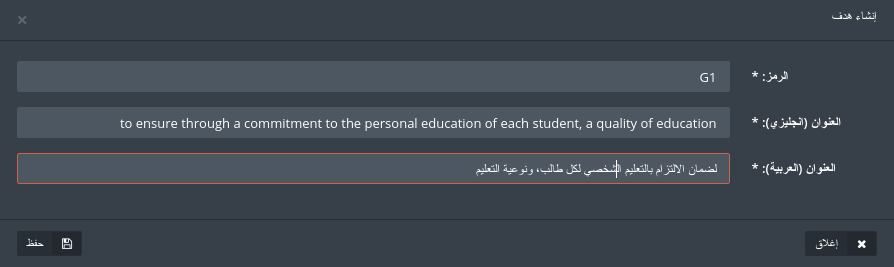 إنشاء هدف
×
الرمز: *
G1
العنوان (انجليزي): *
to ensure through a commitment to the personal education of each student, a quality of education
العنوان (العربية): *
لضمان الالتزام بالتعليم الشخصي لكل طالب، ونوعية التعليم
إغلاق
حفظ